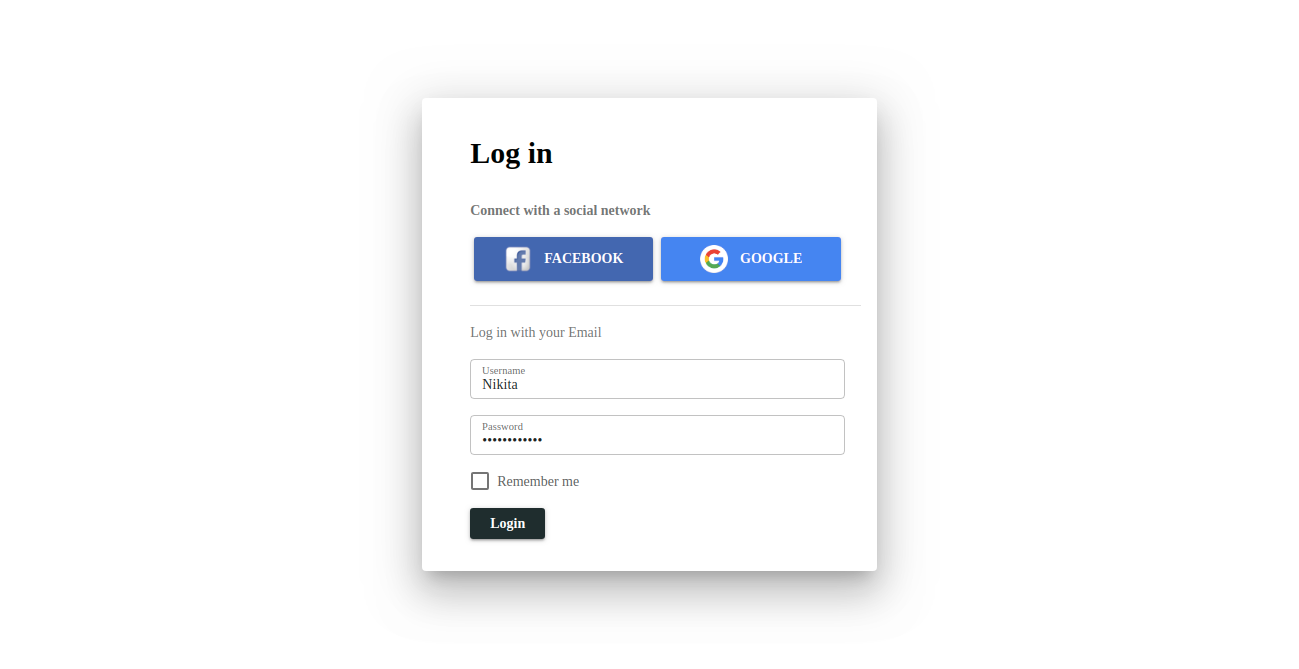 Log in
Connect with a social network
FACEBOOK GOOGLE
Log in with your Email
Username
Nikita
Password
••••••••••••
Remember me
Login